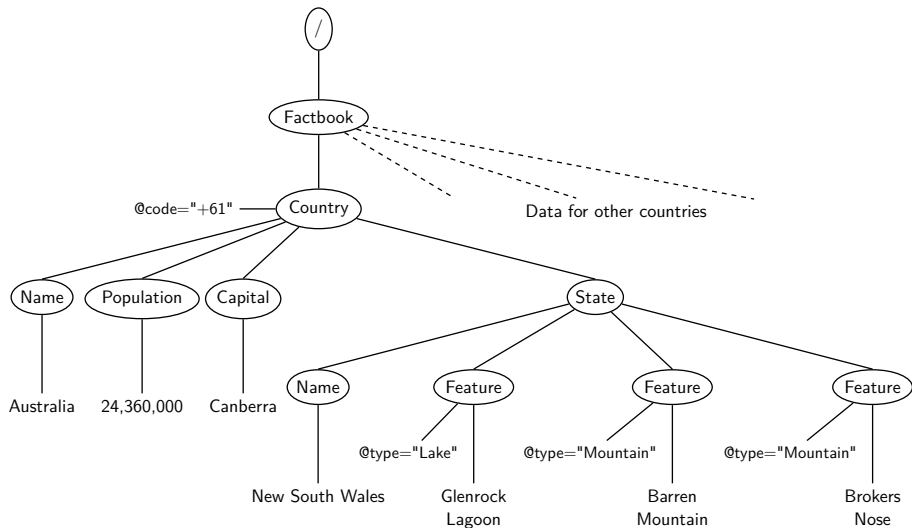 /
Factbook
@code="+61"
Country
Data for other countries
Name
Population
Capital
State
Australia
24,360,000
Canberra
Name
Feature
Feature
Feature
@type="Lake"
@type="Mountain"
@type="Mountain"
New South Wales
Glenrock
Lagoon
Barren
Mountain
Brokers
Nose